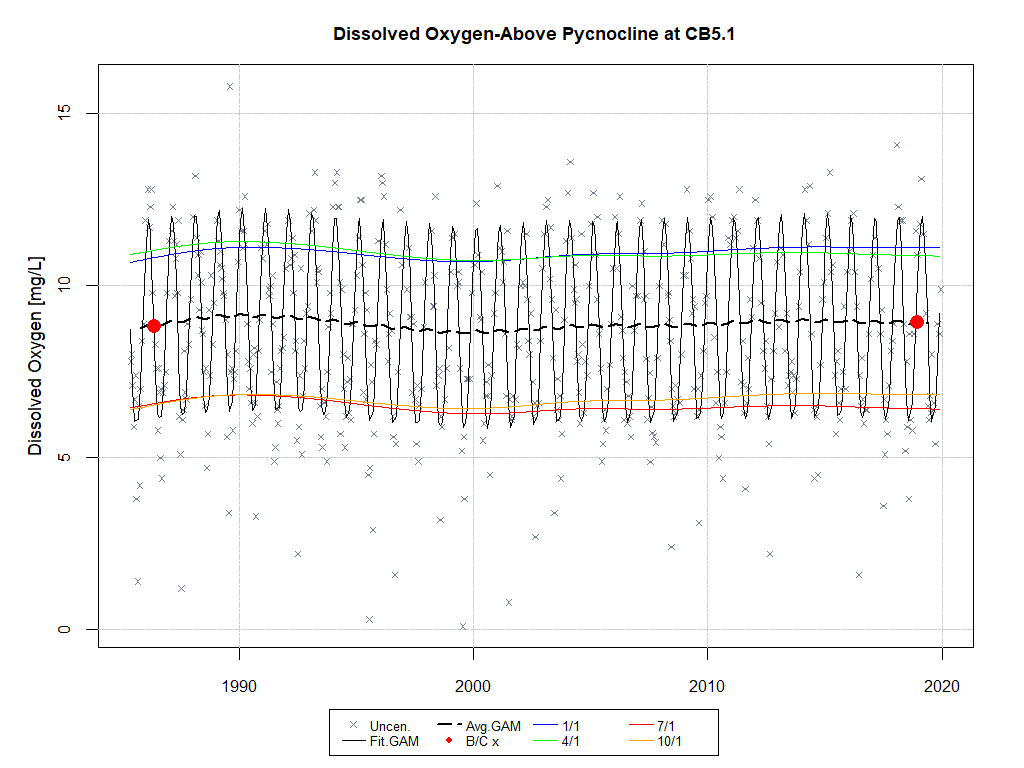 Dissolved Oxygen-Above Pycnocline at CB5.1
Dissolved Oxygen [mg/L]
15
10
5
0
1990 2000 2010 2020
Uncen. Avg.GAM 1/1 7/1
Fit.GAM B/C x 4/1 10/1